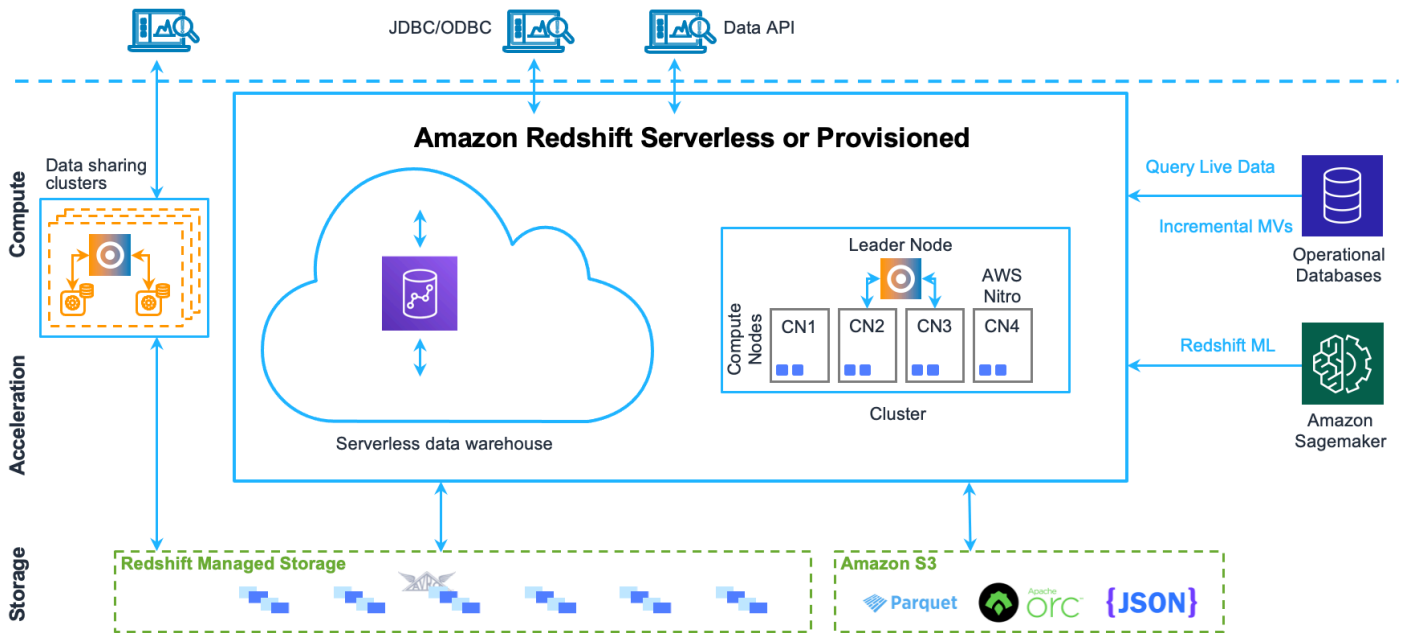 JDBC/ODBC
Data API
Amazon Redshift Serverless or Provisioned
Data sharing
clusters
Compute
Acceleration
Storage
Serverless data warehouse
Leader Node
AWS
Nitro
Compute
Nodes
CN1
CN2
CN3
CN4
Cluster
Query Live Data
Incremental MVs
Operational
Databases
Redshift ML
Amazon
Sagemaker
Redshift Managed Storage
AVRO
Amazon S3
Parquet
Apache
orc
{JSON}